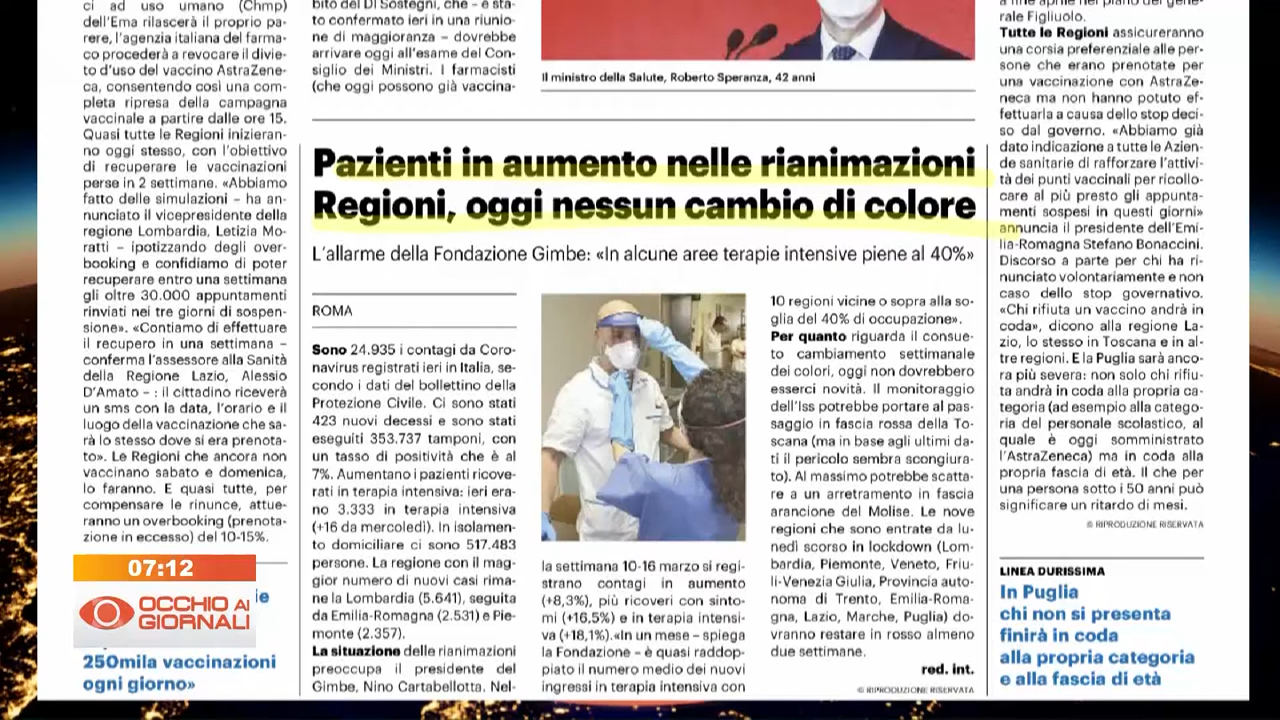 ci ad uso umano (Chmp)
dell'Ema rilascerà il proprio pa-
rere, l'agenzia italiana del farma-
co procederà a revocare il divie-
to d'uso del vaccino AstraZene-
ca, consentendo così una com-
pleta ripresa della campagna
vaccinale a partire dalle ore 15.
Quasi tutte le Regioni inizieran-
no oggi stesso, con l'obiettivo
di recuperare le vaccinazioni
perse in 2 settimane. «Abbiamo
fatto delle simulazioni – ha an-
nunciato il vicepresidente della
regione Lombardia, Letizia Mo-
ratti – ipotizzando degli over-
booking e confidiamo di poter
recuperare entro una settimana
gli oltre 30.000 appuntamenti
rinviati nei tre giorni di sospen-
sione». «Contiamo di effettuare
il recupero in una settimana –
conferma l'assessore alla Sanità
della Regione Lazio, Alessio
D'Amato – : il cittadino riceverà
un sms con la data, l'orario e il
luogo della vaccinazione che sa-
rà lo stesso dove si era prenota-
to». Le Regioni che ancora non
vaccinano sabato e domenica,
lo faranno. E quasi tutte, per
compensare le rinunce, attue-
ranno un overbooking (prenota-
zione in eccesso) del 10-15%.
07:12
OCCHIO AI
GIORNALI
ie
250mila vaccinazioni
ogni giorno»
bito del Dl Sostegni, che – è sta-
to confermato ieri in una riunio-
ne di maggioranza – dovrebbe
arrivare oggi all'esame del Con-
siglio dei Ministri. I farmacisti
(che oggi possono già vaccina-
Il ministro della Salute, Roberto Speranza, 42 anni
Pazienti in aumento nelle rianimazioni
Regioni, oggi nessun cambio di colore
L'allarme della Fondazione Gimbe: «In alcune aree terapie intensive piene al 40%»
ROMA
Sono 24.935 i contagi da Coro-
navirus registrati ieri in Italia, se-
condo i dati del bollettino della
Protezione Civile. Ci sono stati
423 nuovi decessi e sono stati
eseguiti 353.737 tamponi, con
un tasso di positività che è al
7%. Aumentano i pazienti ricove-
rati in terapia intensiva: ieri era-
no 3.333 in terapia intensiva
(+16 da mercoledì). In isolamen-
to domiciliare ci sono 517.483
persone. La regione con il mag-
gior numero di nuovi casi rima-
ne la Lombardia (5.641), seguita
da Emilia-Romagna (2.531) e Pie-
monte (2.357).
La situazione delle rianimazioni
preoccupa il presidente del
Gimbe, Nino Cartabellotta. Nel-
la settimana 10-16 marzo si regi-
strano contagi in aumento
(+8,3%), più ricoveri con sinto-
mi (+16,5%) e in terapia intensi-
va (+18,1%).«In un mese – spiega
la Fondazione – è quasi raddop-
piato il numero medio dei nuovi
ingressi in terapia intensiva con
10 regioni vicine o sopra alla so-
glia del 40% di occupazione».
Per quanto riguarda il consue-
to cambiamento settimanale
dei colori, oggi non dovrebbero
esserci novità. Il monitoraggio
dell'Iss potrebbe portare al pas-
saggio in fascia rossa della To-
scana (ma in base agli ultimi da-
ti il pericolo sembra scongiura-
to). Al massimo potrebbe scatta-
re a un arretramento in fascia
arancione del Molise. Le nove
regioni che sono entrate da lu-
nedì scorso in lockdown (Lom-
bardia, Piemonte, Veneto, Friu-
li-Venezia Giulia, Provincia auto-
noma di Trento, Emilia-Roma-
gna, Lazio, Marche, Puglia) do-
vranno restare in rosso almeno
due settimane.
red. int.
© RIPRODUZIONE RISERVATA
a fine aprile nel piano del gene-
rale Figliuolo.
Tutte le Regioni assicureranno
una corsia preferenziale alle per-
sone che erano prenotate per
una vaccinazione con AstraZe-
neca ma non hanno potuto ef-
fettuarla a causa dello stop deci-
so dal governo. «Abbiamo già
dato indicazione a tutte le Azien-
de sanitarie di rafforzare l'attivi-
tà dei punti vaccinali per ricollo-
care al più presto gli appunta-
menti sospesi in questi giorni»
annuncia il presidente dell'Emi-
lia-Romagna Stefano Bonaccini.
Discorso a parte per chi ha ri-
nunciato volontariamente e non
caso dello stop governativo.
«Chi rifiuta un vaccino andrà in
coda», dicono alla regione La-
zio, lo stesso in Toscana e in al-
tre regioni. E la Puglia sarà anco-
ra più severa: non solo chi rifiu-
ta andrà in coda alla propria ca-
tegoria (ad esempio alla catego-
ria del personale scolastico, al
quale è oggi somministrato
l'AstraZeneca) ma in coda alla
propria fascia di età. Il che per
una persona sotto i 50 anni può
significare un ritardo di mesi.
© RIPRODUZIONE RISERVATA
LINEA DURISSIMA
In Puglia
chi non si presenta
finirà in coda
alla propria categoria
e alla fascia di età